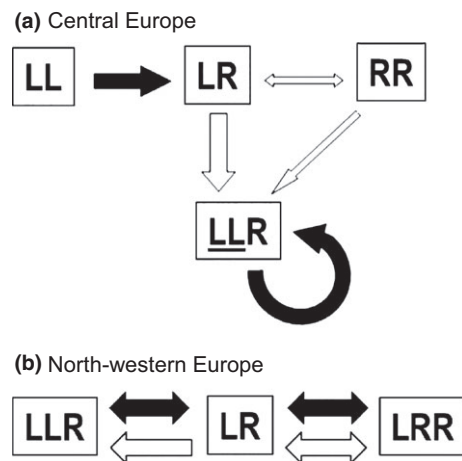 (a) Central Europe
LL LR RR
LLR
(b) North-western Europe
LLR LR LRR